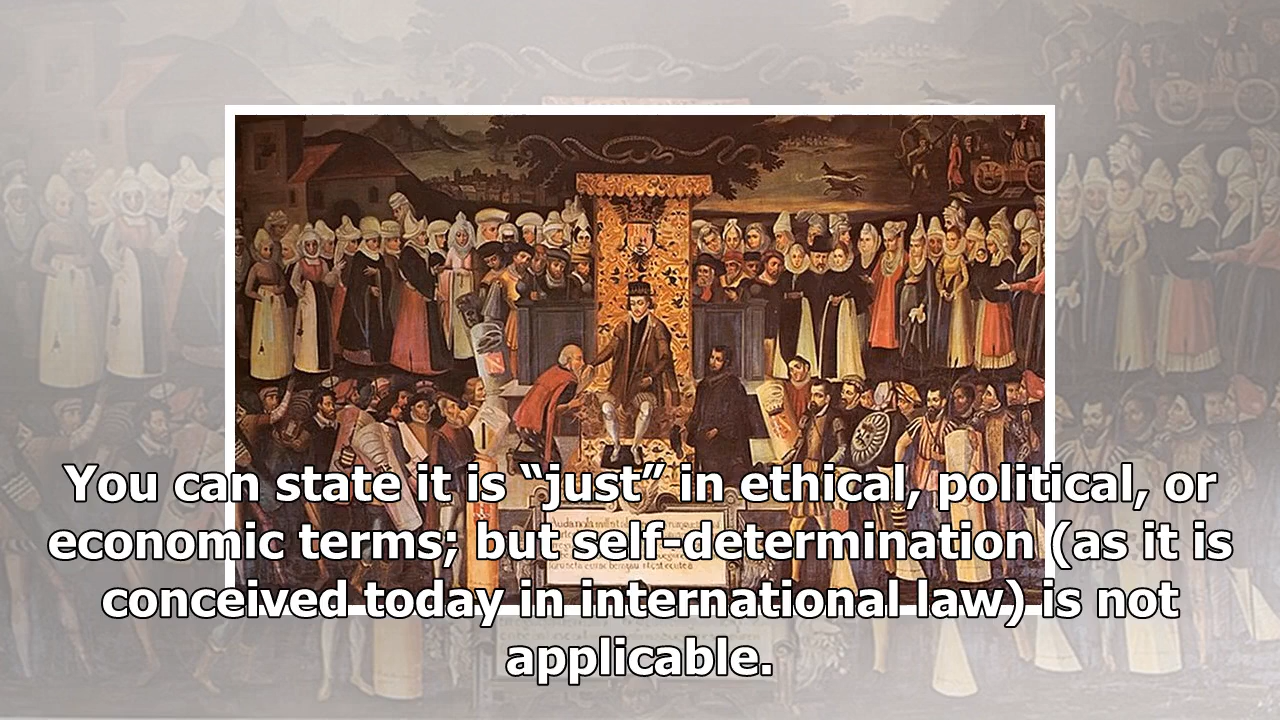 You can state it is “just” in ethical, political, or
economic terms; but self-determination (as it is
conceived today in international law) is not
applicable.